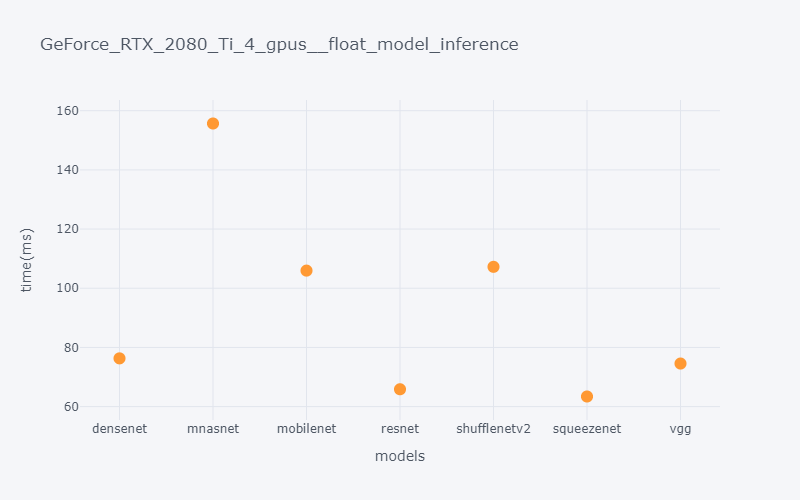 GeForce_RTX_2080_Ti_4_gpus__float_model_inference
160
140
120
100
80
60
time(ms)
densenet mnasnet mobilenet resnet shufflenetv2 squeezenet vgg
models